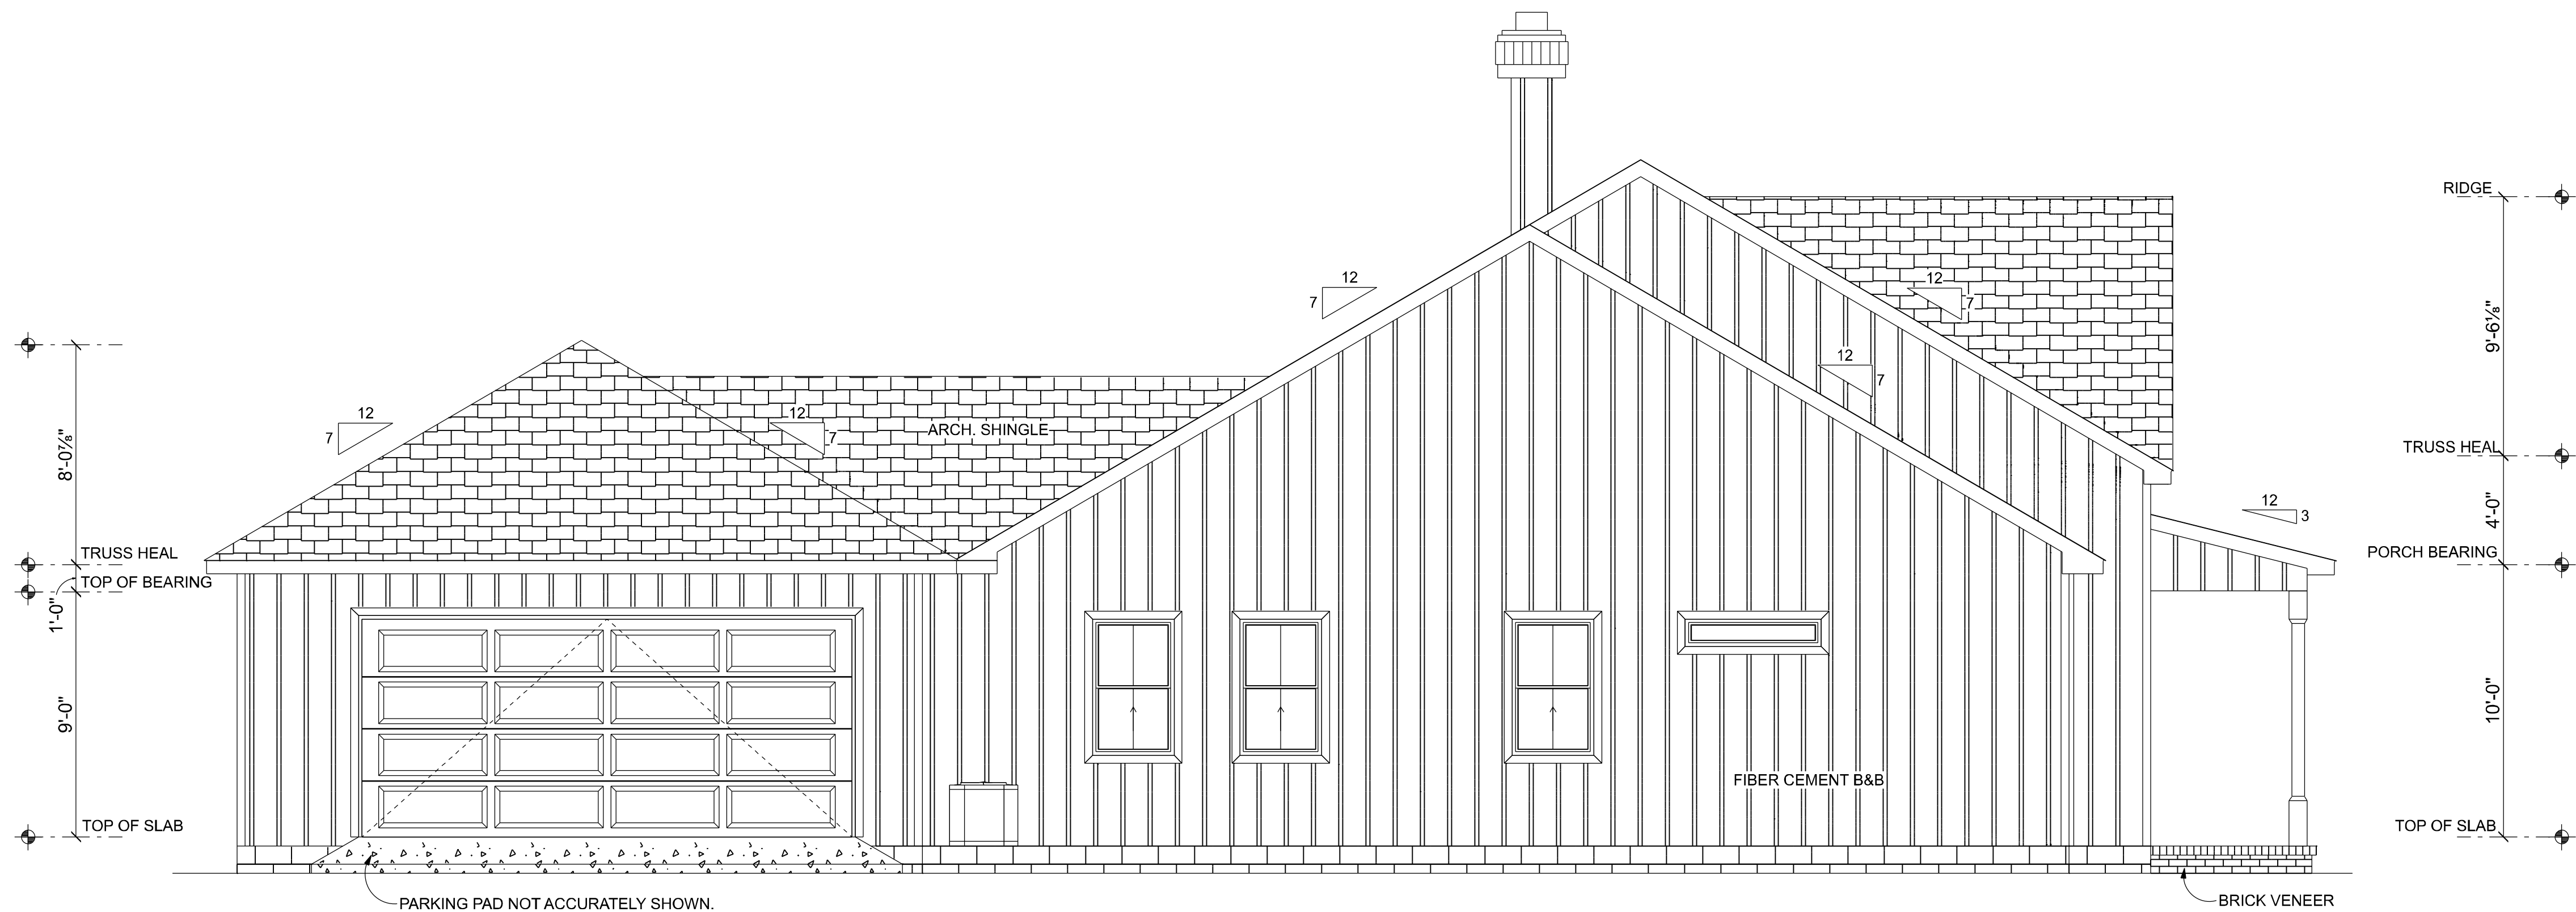 RIDGE
9'-6⅛"
12
7
12
7
12
7
12
7
12
7
8'-0⅞"
ARCH. SHINGLE
TRUSS HEAL
4'-0"
12
3
TRUSS HEAL
PORCH BEARING
TOP OF BEARING
1'-0"
9'-0"
10'-0"
FIBER CEMENT B&B
TOP OF SLAB
TOP OF SLAB
PARKING PAD NOT ACCURATELY SHOWN.
BRICK VENEER